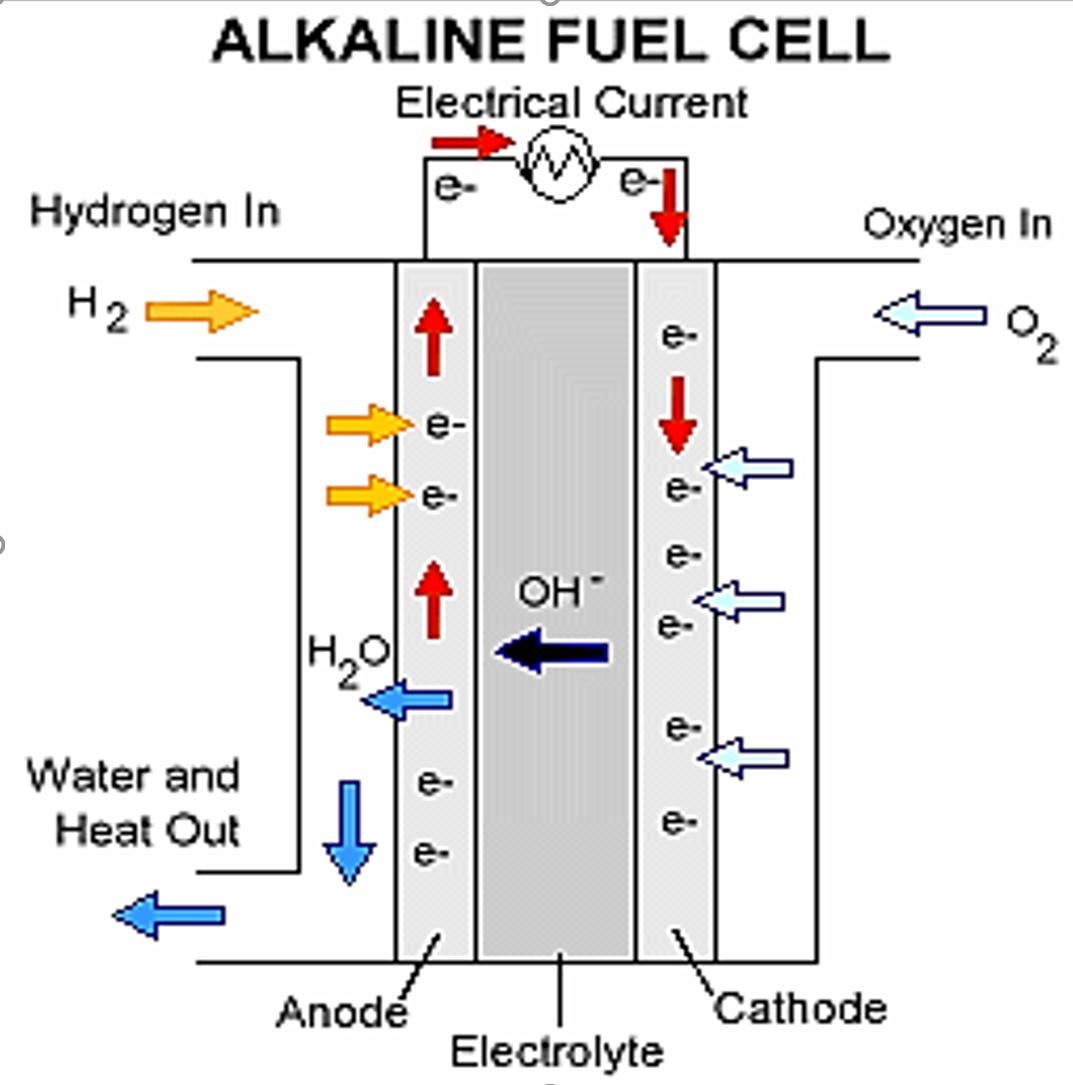 ALKALINE FUEL CELL
Electrical Current
e-
e-
Hydrogen In
Oxygen In
H2
O2
e-
e-
e-
e-
e-
e-
OH-
H2O
e-
e-
e-
e-
Water and
Heat Out
Anode
Cathode
Electrolyte